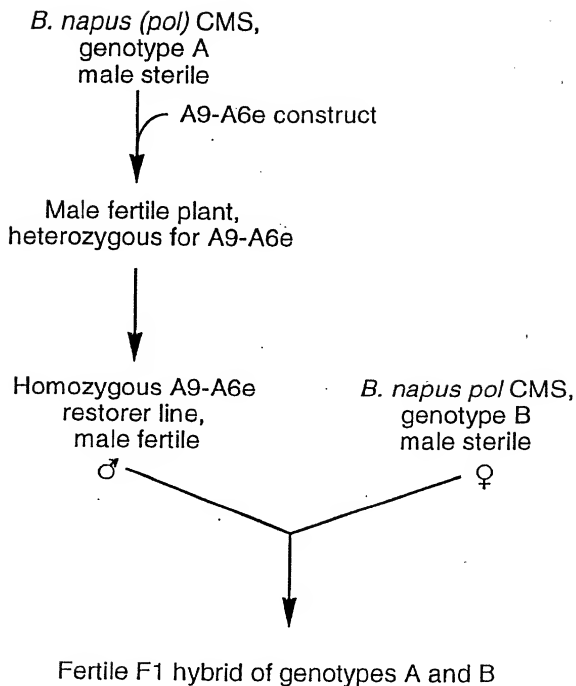 B. napus (pol) CMS,
genotype A
male sterile
A9-A6e construct
Male fertile plant,
heterozygous for A9-A6e
Homozygous A9-A6e
restorer line,
male fertile
♂
B. napus pol CMS,
genotype B
male sterile
♀
Fertile F1 hybrid of genotypes A and B